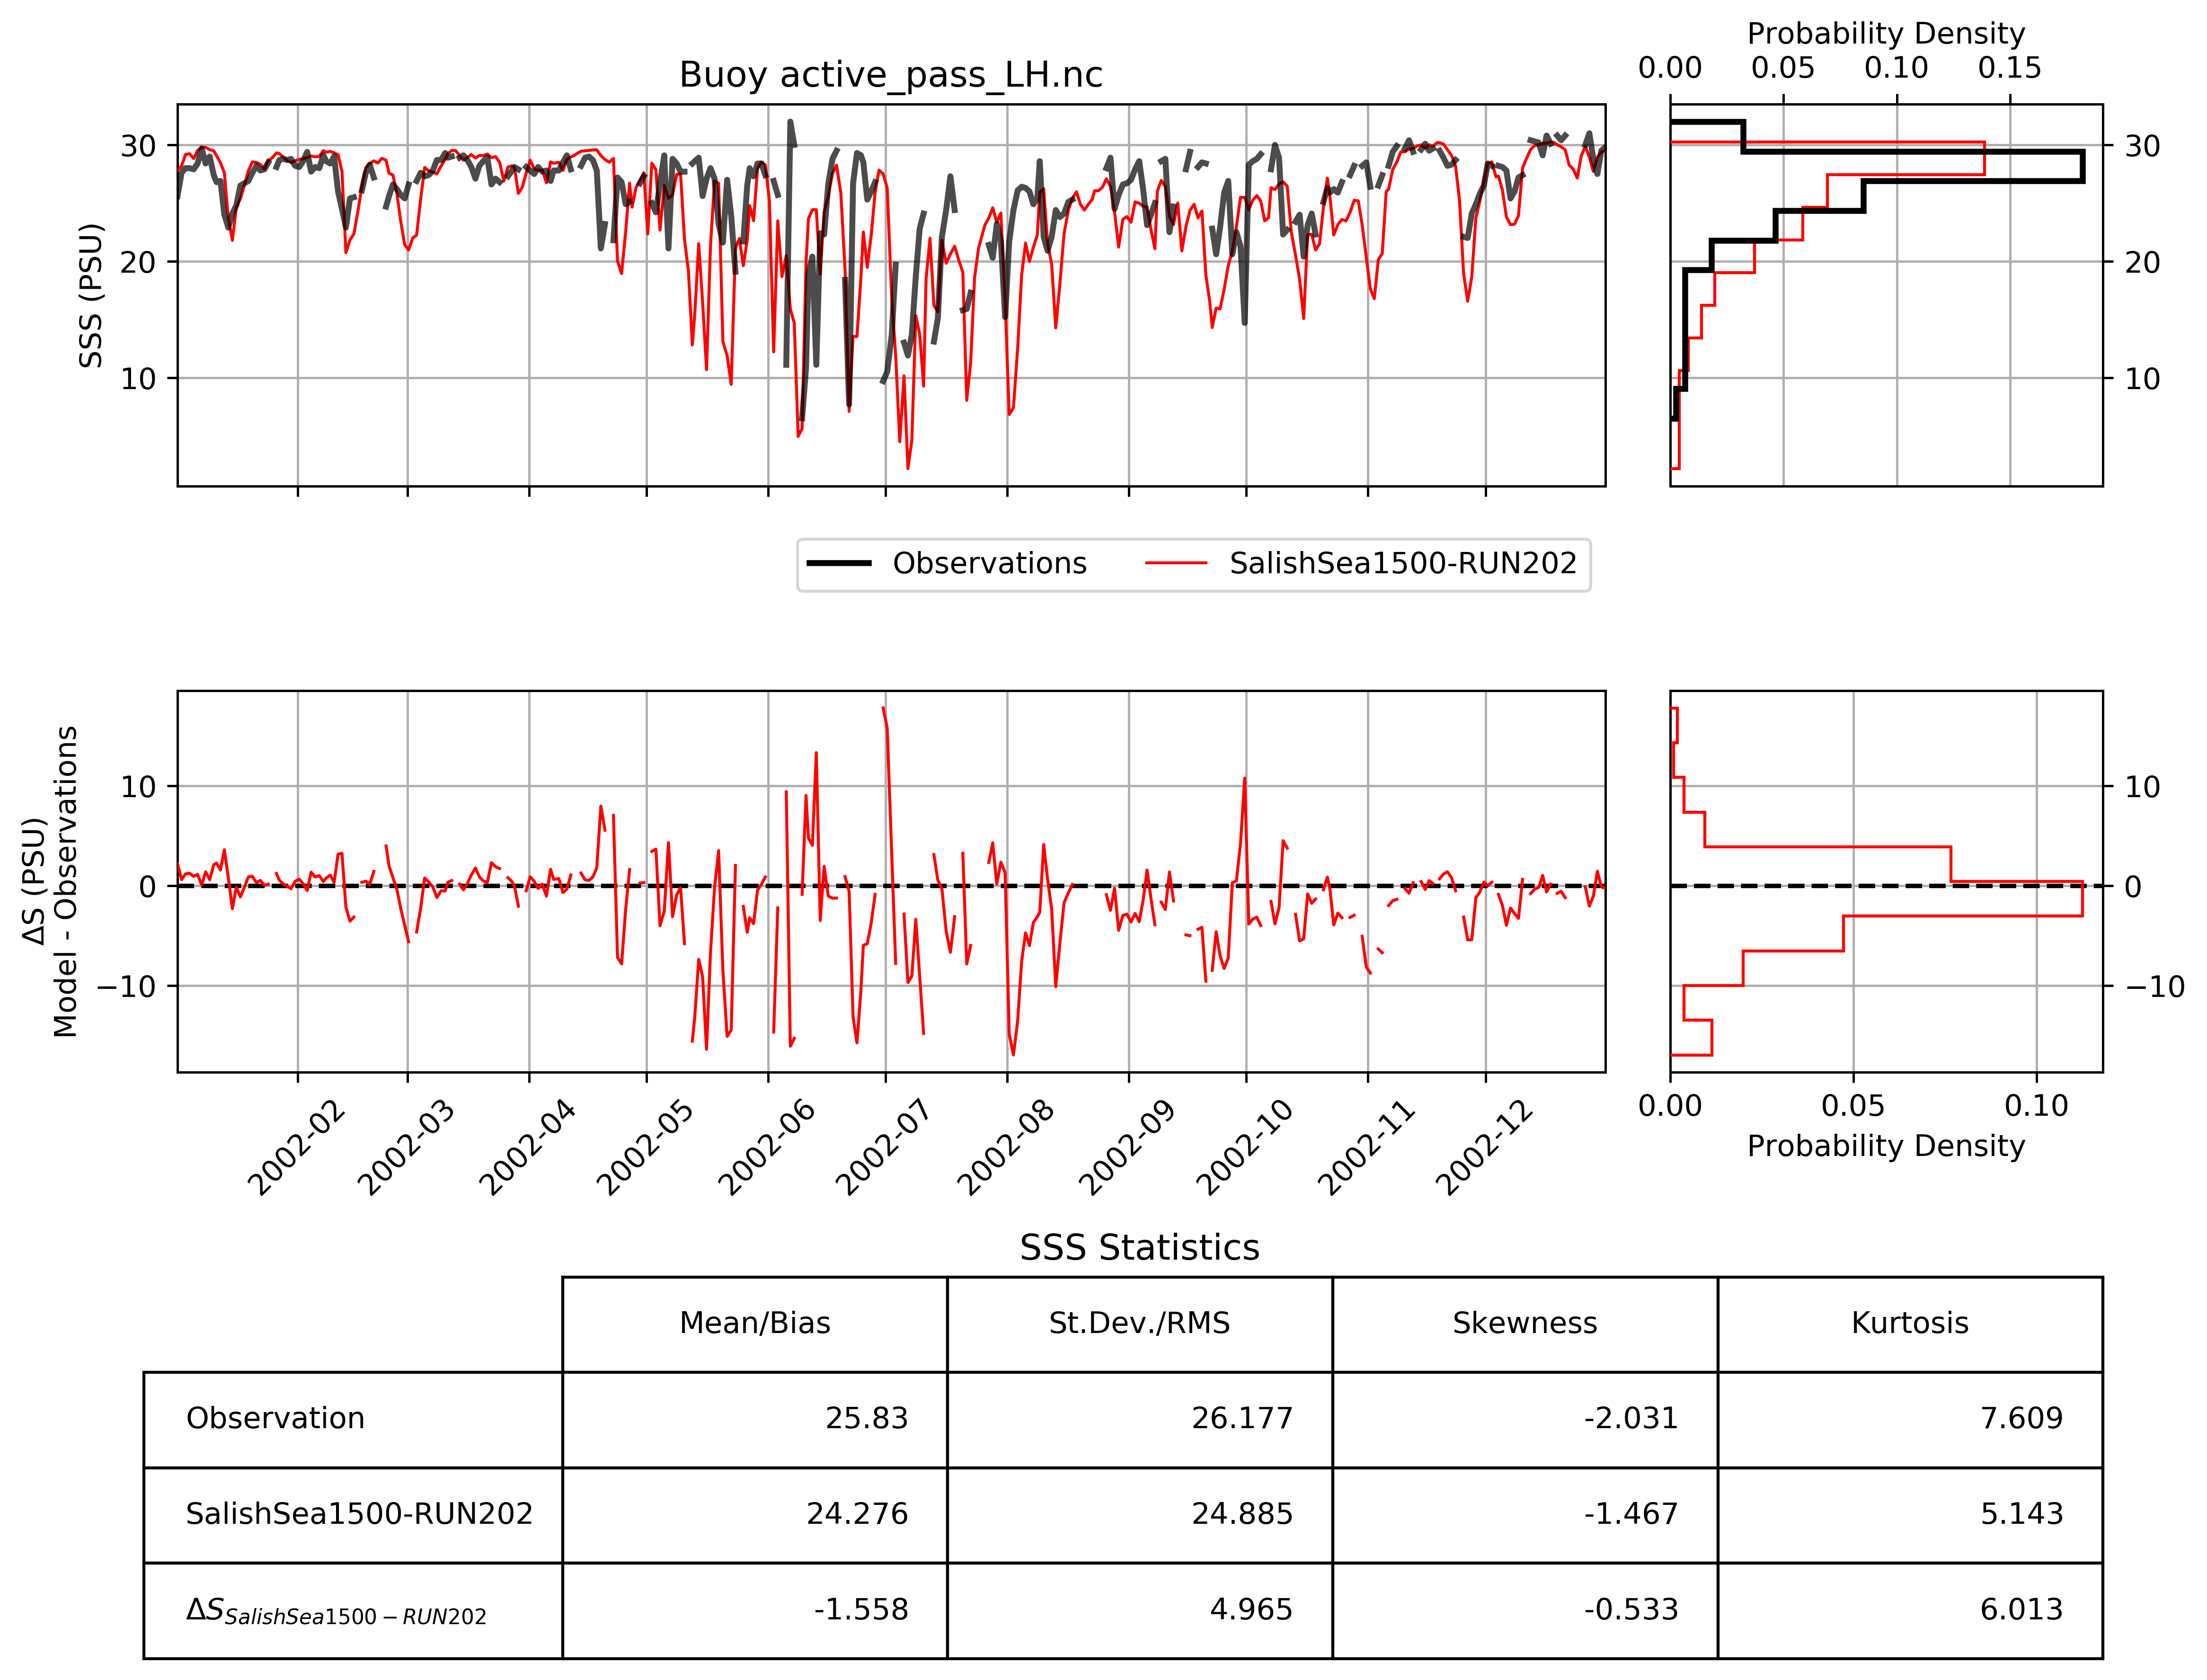 Probability Density
0.00 0.05 0.10 0.15
Buoy active_pass_LH.nc
30
20
10
SSS (PSU)
30
20
10
Observations
SalishSea1500-RUN202
10
0
−10
ΔS (PSU)
Model - Observations
10
0
−10
2002-02 2002-03 2002-04 2002-05 2002-06 2002-07 2002-08 2002-09 2002-10 2002-11 2002-12
0.00 0.05 0.10
Probability Density
SSS Statistics
Mean/Bias St.Dev./RMS Skewness Kurtosis
Observation 25.83 26.177 -2.031 7.609
SalishSea1500-RUN202 24.276 24.885 -1.467 5.143
ΔS SalishSea1500−RUN202 -1.558 4.965 -0.533 6.013